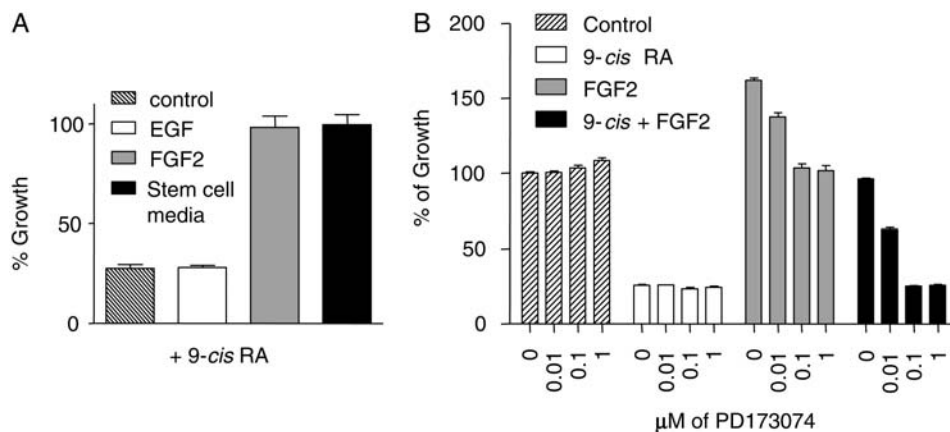 A
% Growth
100
50
0
control
EGF
FGF2
Stem cell
media
+ 9-cis RA
B
% of Growth
200
150
100
50
0
Control
9-cis RA
FGF2
9-cis + FGF2
0 0.01 0.1 1 0 0.01 0.1 1 0 0.01 0.1 1 0 0.01 0.1 1
μM of PD173074